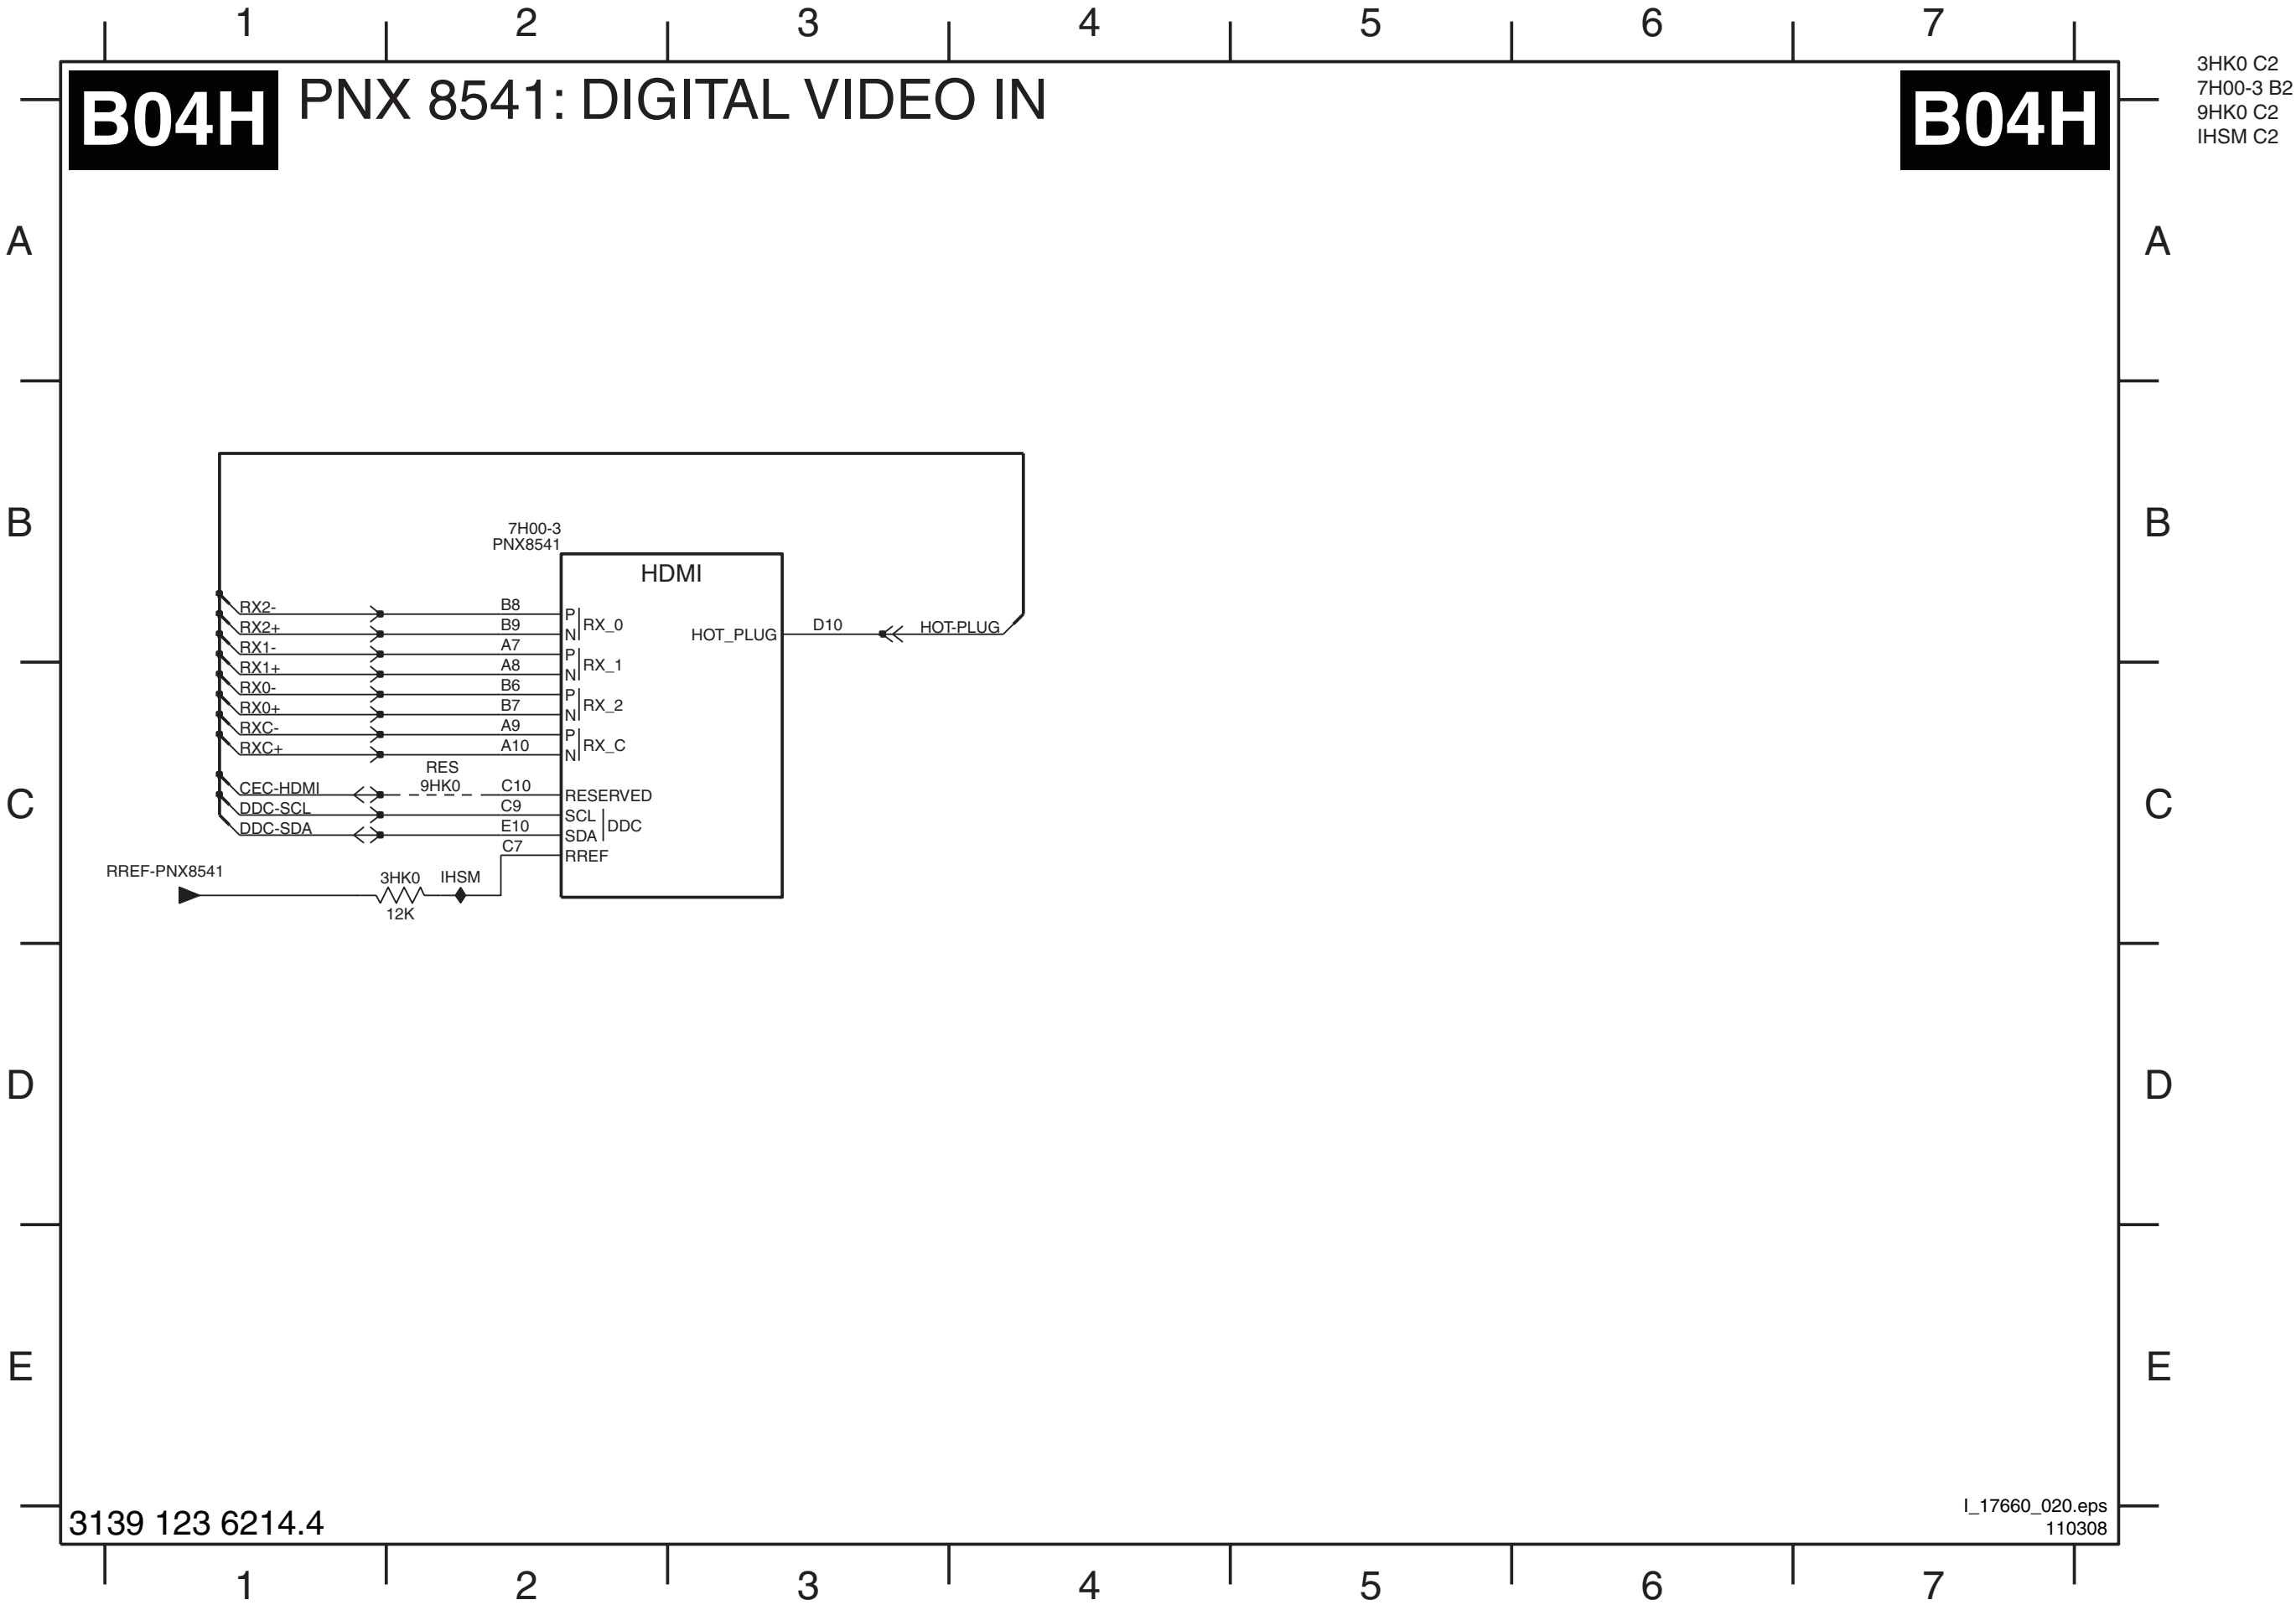 1 2 3 4 5 6 7
B04H PNX 8541: DIGITAL VIDEO IN B04H
3HK0 C2
7H00-3 B2
9HK0 C2
IHSM C2
A A
B B
7H00-3
PNX8541
HDMI
RX2- B8 P
RX_0
RX2+ B9 N
HOT_PLUG D10 HOT-PLUG
RX1- A7 P
RX_1
RX1+ A8 N
RX0- B6 P
RX_2
RX0+ B7 N
RXC- A9 P
RX_C
RXC+ A10 N
RES
CEC-HDMI 9HK0 C10 RESERVED
C C
DDC-SCL C9 SCL
DDC
DDC-SDA E10 SDA
C7 RREF
RREF-PNX8541
3HK0 IHSM
12K
D D
E E
3139 123 6214.4
I_17660_020.eps
110308
1 2 3 4 5 6 7